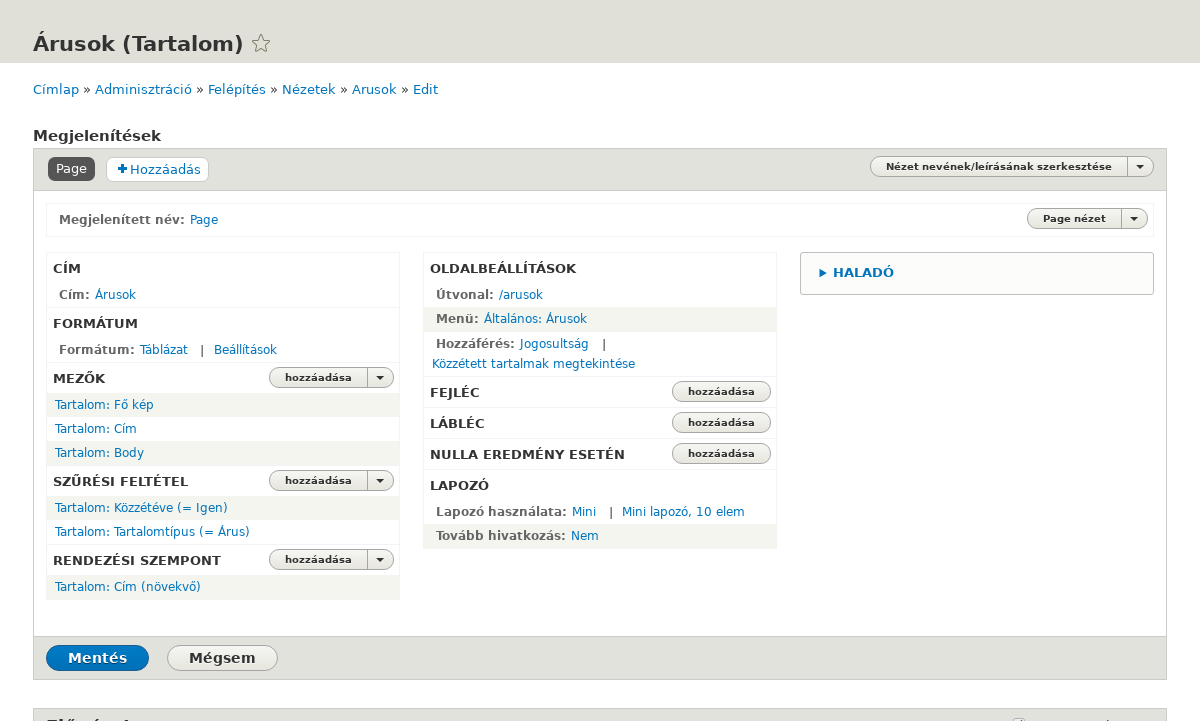 Árusok (Tartalom)
Címlap » Adminisztráció » Felépítés » Nézetek » Arusok » Edit
Megjelenítések
Page
Hozzáadás
Nézet nevének/leírásának szerkesztése
Megjelenített név: Page
Page nézet
CÍM
Cím: Árusok
FORMÁTUM
Formátum: Táblázat | Beállítások
MEZŐK
hozzáadása
Tartalom: Fő kép
Tartalom: Cím
Tartalom: Body
SZŰRÉSI FELTÉTEL
hozzáadása
Tartalom: Közzétéve (= Igen)
Tartalom: Tartalomtípus (= Árus)
RENDEZÉSI SZEMPONT
hozzáadása
Tartalom: Cím (növekvő)
OLDALBEÁLLÍTÁSOK
Útvonal: /arusok
Menü: Általános: Árusok
Hozzáférés: Jogosultság |
Közzétett tartalmak megtekintése
FEJLÉC
hozzáadása
LÁBLÉC
hozzáadása
NULLA EREDMÉNY ESETÉN
hozzáadása
LAPOZÓ
Lapozó használata: Mini | Mini lapozó, 10 elem
Tovább hivatkozás: Nem
HALADÓ
Mentés
Mégsem